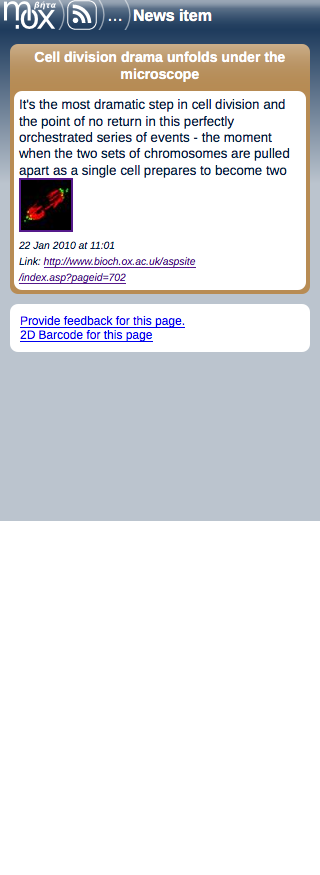 βήτα
m.ox
...
News item
Cell division drama unfolds under the
microscope
It's the most dramatic step in cell division and
the point of no return in this perfectly
orchestrated series of events - the moment
when the two sets of chromosomes are pulled
apart as a single cell prepares to become two
22 Jan 2010 at 11:01
Link: http://www.bioch.ox.ac.uk/aspsite
/index.asp?pageid=702
Provide feedback for this page.
2D Barcode for this page